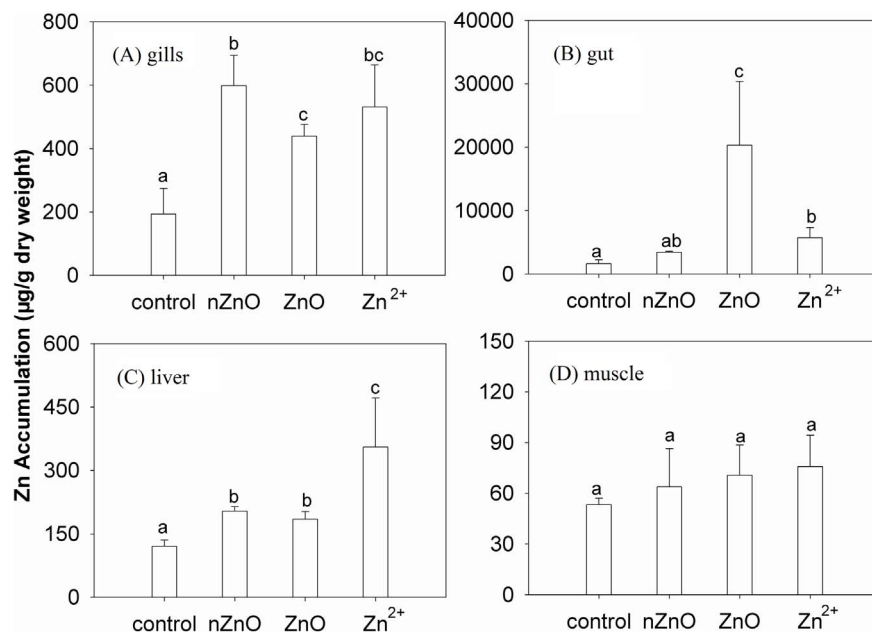 Zn Accumulation (µg/g dry weight)
(A) gills
800
600
400
200
0
a
b
c
bc
control nZnO ZnO Zn²⁺
(B) gut
40000
30000
20000
10000
0
a
ab
c
b
control nZnO ZnO Zn²⁺
(C) liver
600
450
300
150
0
a
b
b
c
control nZnO ZnO Zn²⁺
(D) muscle
150
120
90
60
30
0
a
a
a
a
control nZnO ZnO Zn²⁺